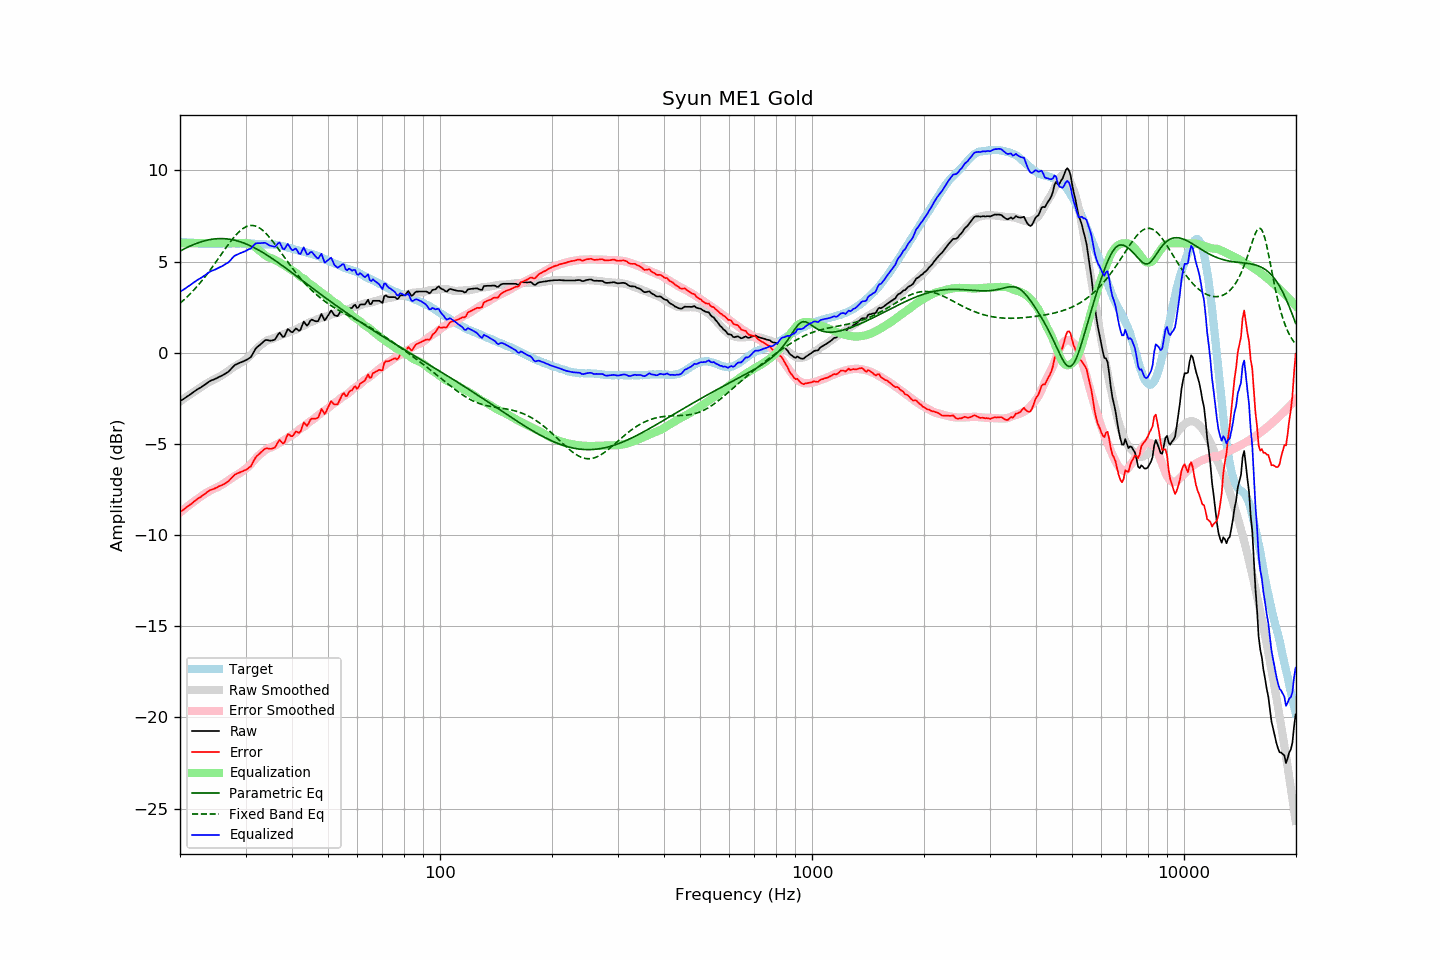 Syun ME1 Gold
Amplitude (dBr)
10
5
0
−5
−10
−15
−20
−25
Target
Raw Smoothed
Error Smoothed
Raw
Error
Equalization
Parametric Eq
Fixed Band Eq
Equalized
100
1000
10000
Frequency (Hz)